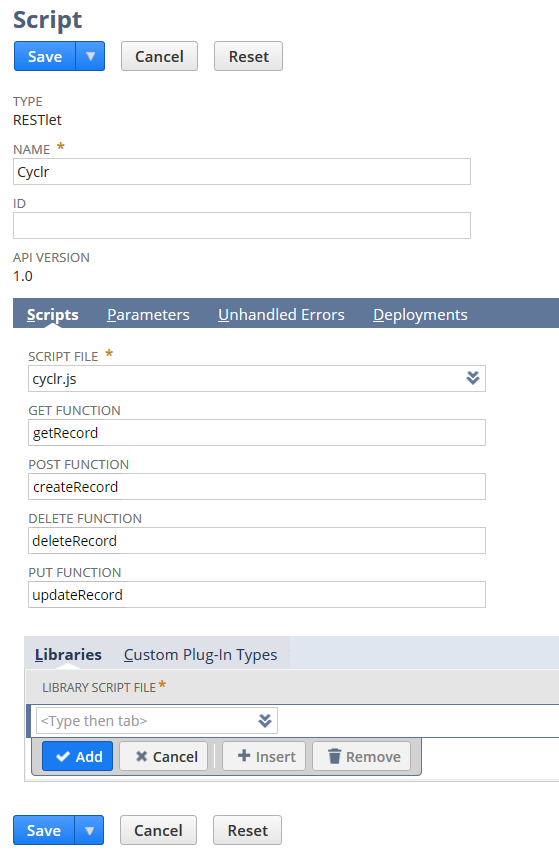 Script
Save Cancel Reset
TYPE
RESTlet
NAME *
Cyclr
ID
API VERSION
1.0
Scripts Parameters Unhandled Errors Deployments
SCRIPT FILE *
cyclr.js
GET FUNCTION
getRecord
POST FUNCTION
createRecord
DELETE FUNCTION
deleteRecord
PUT FUNCTION
updateRecord
Libraries Custom Plug-In Types
LIBRARY SCRIPT FILE *
<Type then tab>
Add Cancel Insert Remove
Save Cancel Reset